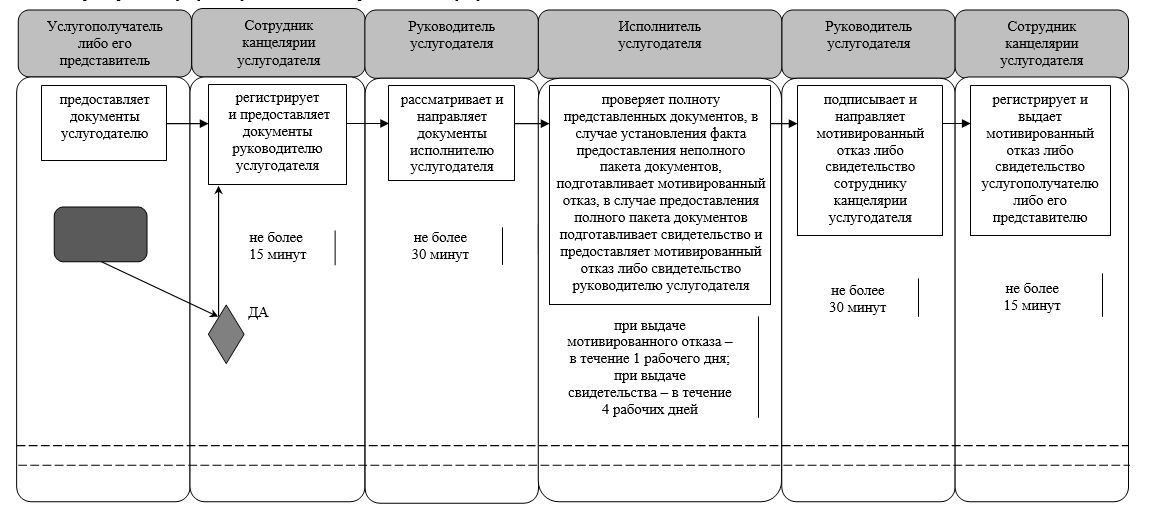 Услугополучатель
либо его
представитель
Сотрудник
канцелярии
услугодателя
Руководитель
услугодателя
Исполнитель
услугодателя
Руководитель
услугодателя
Сотрудник
канцелярии
услугодателя
предоставляет
документы
услугодателю
регистрирует
и предоставляет
документы
руководителю
услугодателя
не более
15 минут
ДА
рассматривает и
направляет
документы
исполнителю
услугодателя
не более
30 минут
проверяет полноту
представленных документов, в
случае установления факта
предоставления неполного
пакета документов,
подготавливает мотивированный
отказ, в случае предоставления
полного пакета документов
подготавливает свидетельство и
предоставляет мотивированный
отказ либо свидетельство
руководителю услугодателя
при выдаче
мотивированного отказа –
в течение 1 рабочего дня;
при выдаче
свидетельства – в течение
4 рабочих дней
подписывает и
направляет
мотивированный
отказ либо
свидетельство
сотруднику
канцелярии
услугодателя
не более
30 минут
регистрирует и
выдает
мотивированный
отказ либо
свидетельство
услугополучателю
либо его
представителю
не более
15 минут